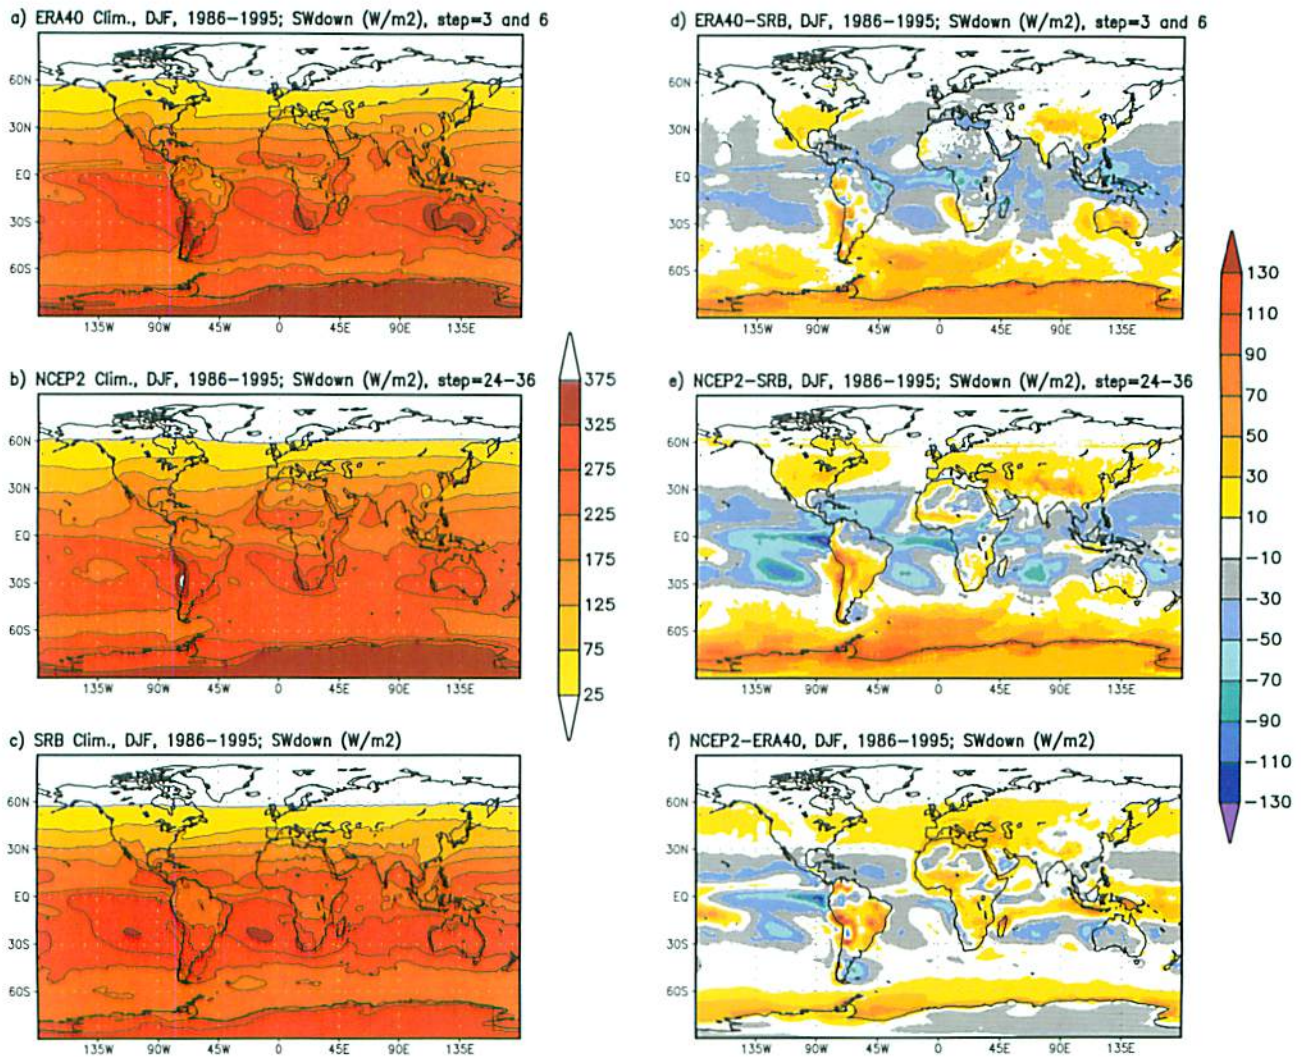 a) ERA40 Clim., DJF, 1986-1995; SWdown (W/m2), step=3 and 6
60N
30N
EQ
30S
60S
135W 90W 45W 0 45E 90E 135E
b) NCEP2 Clim., DJF, 1986-1995; SWdown (W/m2), step=24-36
60N
30N
EQ
30S
60S
135W 90W 45W 0 45E 90E 135E
c) SRB Clim., DJF, 1986-1995; SWdown (W/m2)
60N
30N
EQ
30S
60S
135W 90W 45W 0 45E 90E 135E
375
325
275
225
175
125
75
25
d) ERA40-SRB, DJF, 1986-1995; SWdown (W/m2), step=3 and 6
60N
30N
EQ
30S
60S
135W 90W 45W 0 45E 90E 135E
e) NCEP2-SRB, DJF, 1986-1995; SWdown (W/m2), step=24-36
60N
30N
EQ
30S
60S
135W 90W 45W 0 45E 90E 135E
f) NCEP2-ERA40, DJF, 1986-1995; SWdown (W/m2)
60N
30N
EQ
30S
60S
135W 90W 45W 0 45E 90E 135E
130
110
90
70
50
30
10
-10
-30
-50
-70
-90
-110
-130